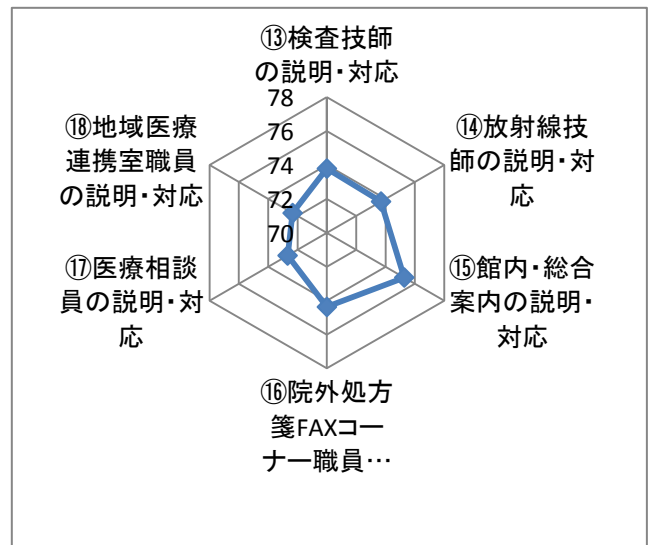 ⑬検査技師
の説明・対応
78
76
74
72
70
⑭放射線技
師の説明・対
応
⑮館内・総合
案内の説明・
対応
⑯院外処方
箋FAXコー
ナー職員…
⑰医療相談
員の説明・対
応
⑱地域医療
連携室職員
の説明・対応